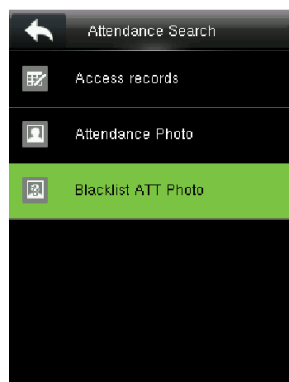 Attendance Search
Access records
Attendance Photo
Blacklist ATT Photo